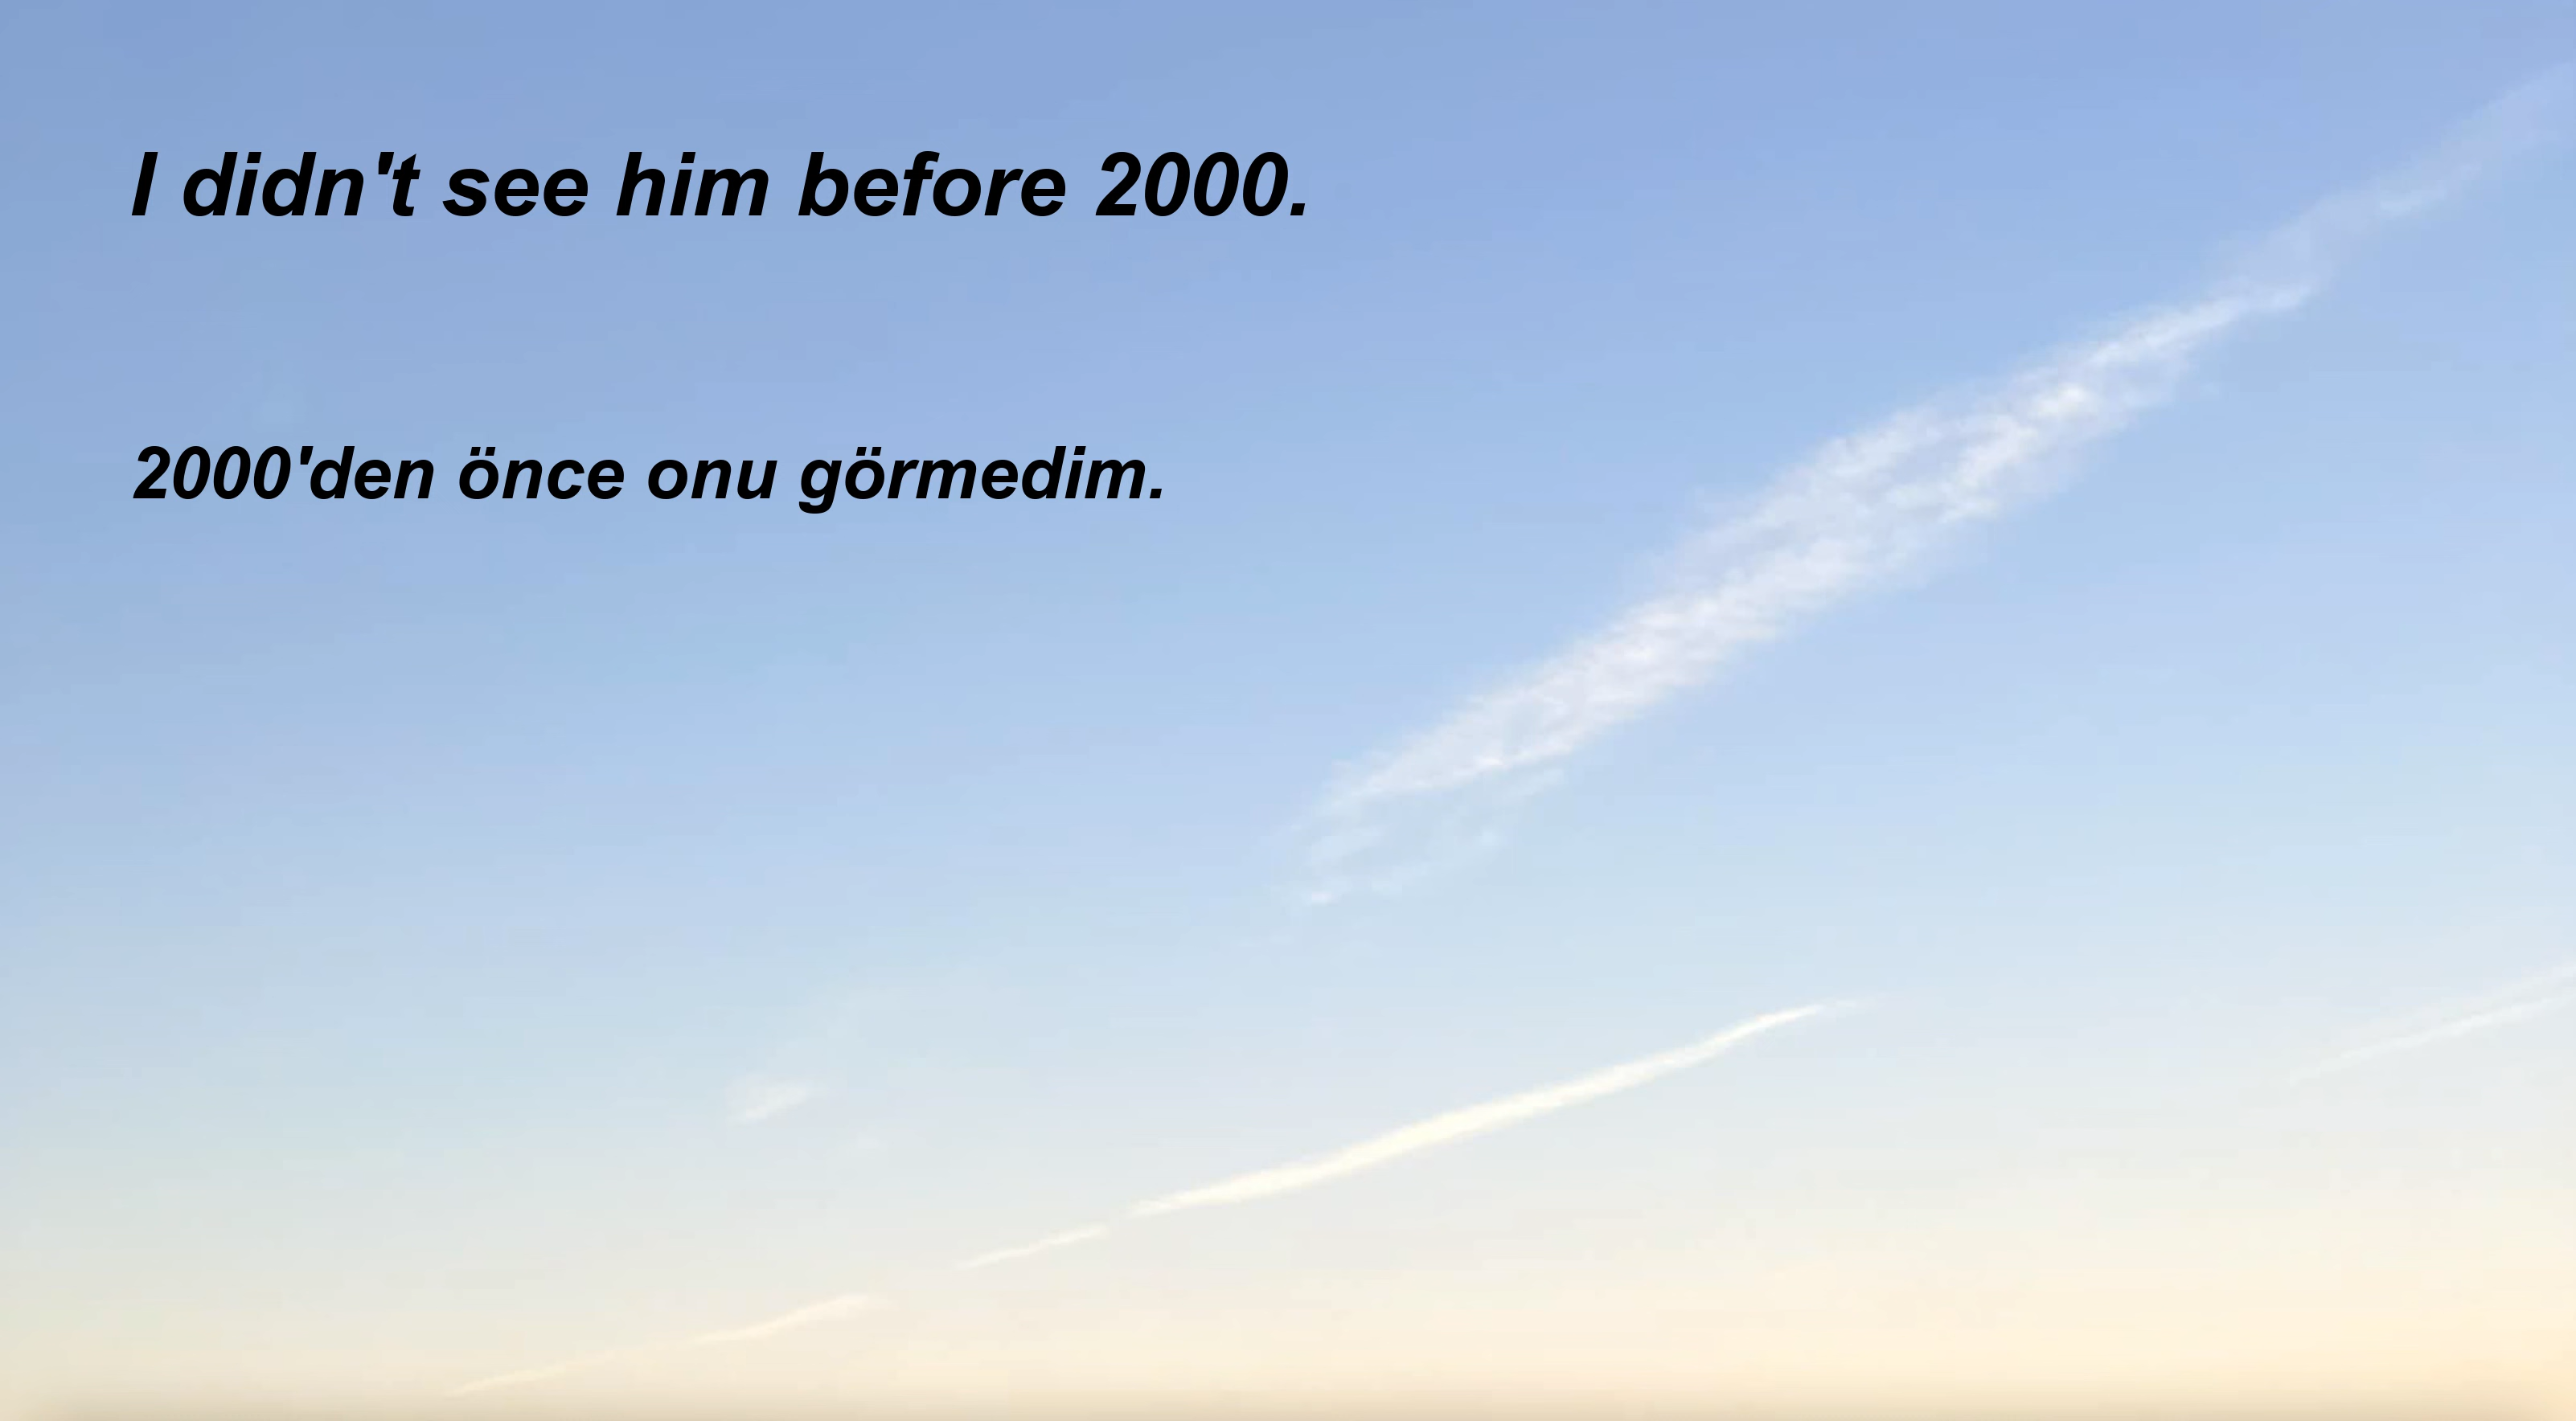 I didn't see him before 2000.
2000'den önce onu görmedim.